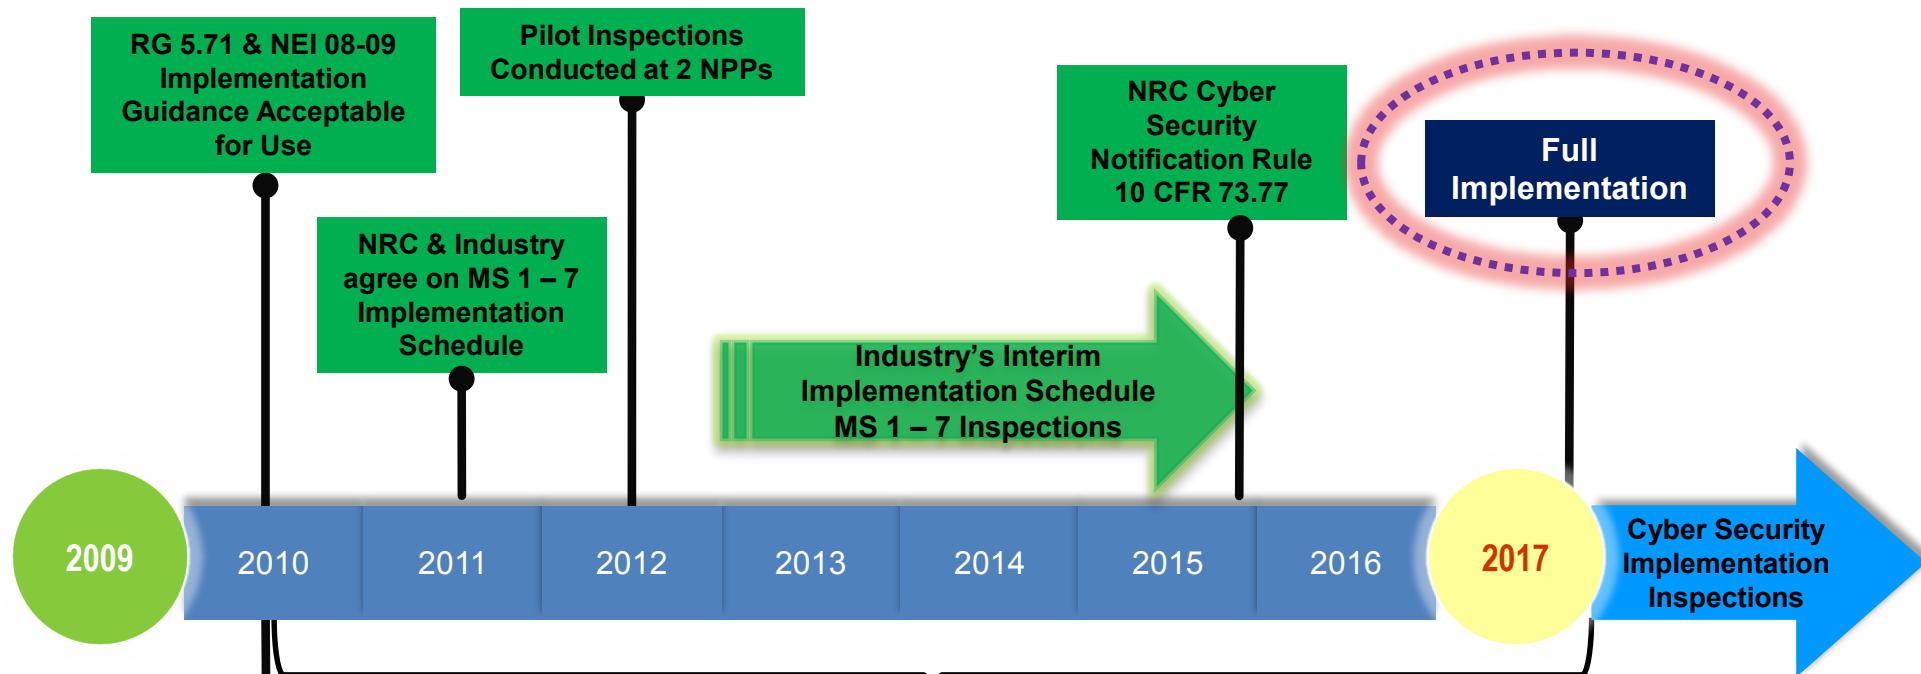 RG 5.71 & NEI 08-09
Implementation
Guidance Acceptable
for Use
Pilot Inspections
Conducted at 2 NPPs
NRC & Industry
agree on MS 1 – 7
Implementation
Schedule
NRC Cyber
Security
Notification Rule
10 CFR 73.77
Full
Implementation
Industry’s Interim
Implementation Schedule
MS 1 – 7 Inspections
2009
2010
2011
2012
2013
2014
2015
2016
2017
Cyber Security
Implementation
Inspections